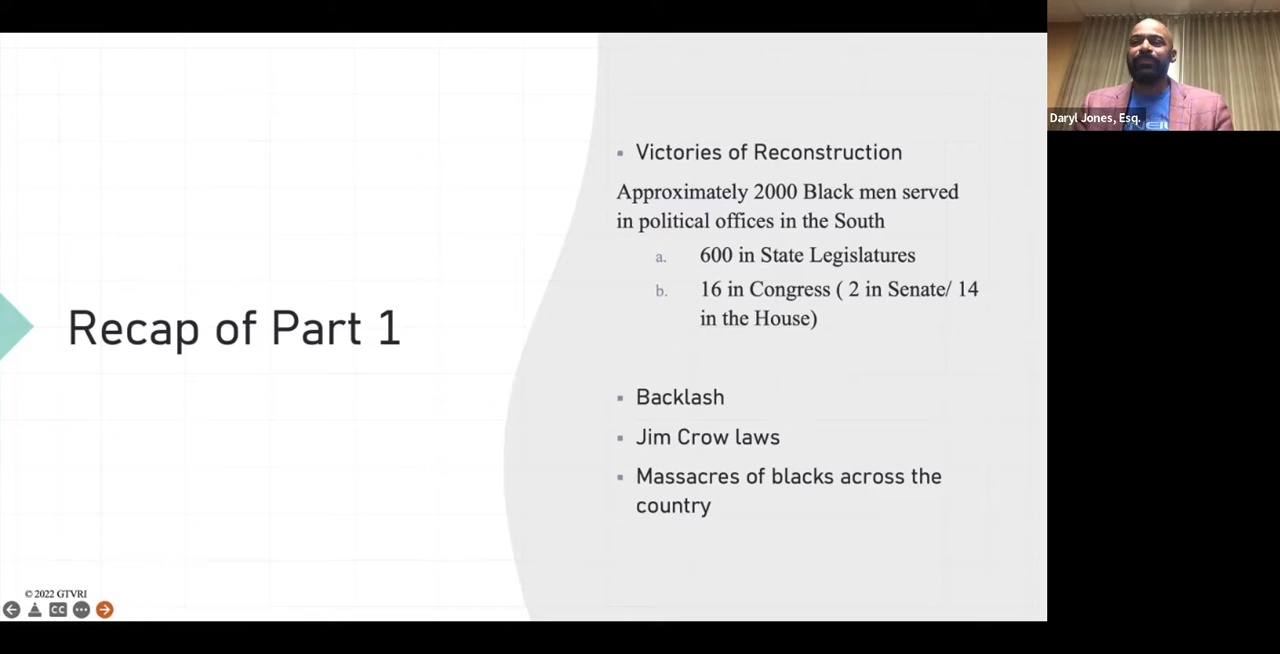 Recap of Part 1
▪ Victories of Reconstruction
Approximately 2000 Black men served
in political offices in the South
a. 600 in State Legislatures
b. 16 in Congress ( 2 in Senate/ 14
in the House)
▪ Backlash
▪ Jim Crow laws
▪ Massacres of blacks across the
country
© 2022 GTVRI
CC
Daryl Jones, Esq.